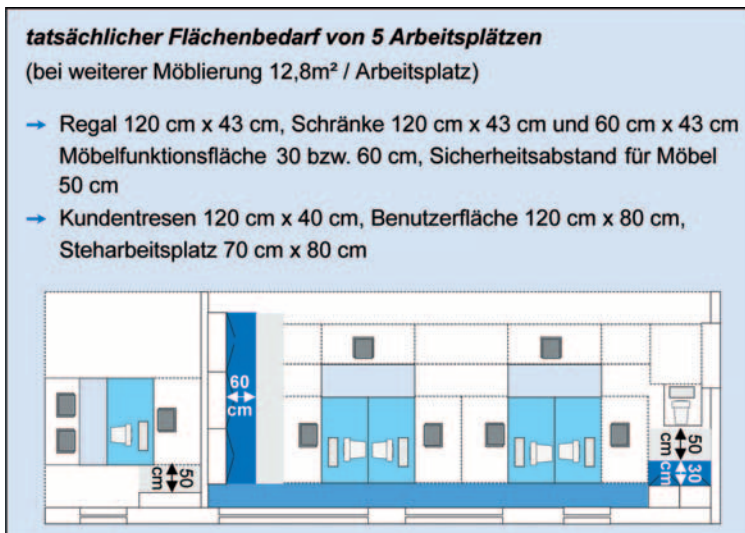 tatsächlicher Flächenbedarf von 5 Arbeitsplätzen
(bei weiterer Möblierung 12,8m² / Arbeitsplatz)
→ Regal 120 cm x 43 cm, Schränke 120 cm x 43 cm und 60 cm x 43 cm
Möbelfunktionsfläche 30 bzw. 60 cm, Sicherheitsabstand für Möbel
50 cm
→ Kundentresen 120 cm x 40 cm, Benutzerfläche 120 cm x 80 cm,
Steharbeitsplatz 70 cm x 80 cm
60
cm
50
cm
50
cm
30
cm